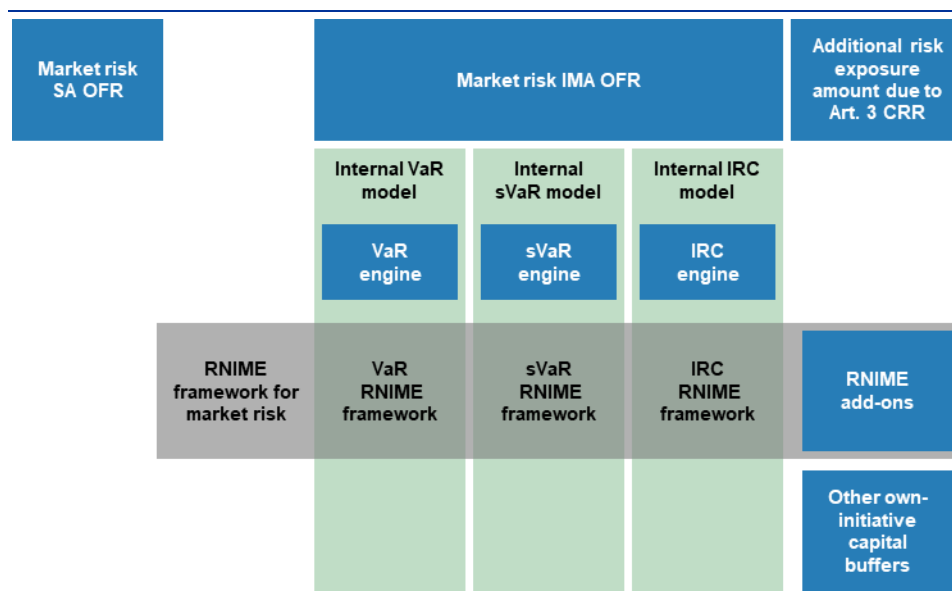 Market risk
SA OFR
Market risk IMA OFR
Additional risk
exposure
amount due to
Art. 3 CRR
Internal VaR
model
Internal
sVaR model
Internal IRC
model
VaR
engine
sVaR
engine
IRC
engine
RNIME
framework for
market risk
VaR
RNIME
framework
sVaR
RNIME
framework
IRC
RNIME
framework
RNIME
add-ons
Other own-
initiative
capital
buffers